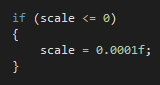 if (scale <= 0)
{
    scale = 0.0001f;
}